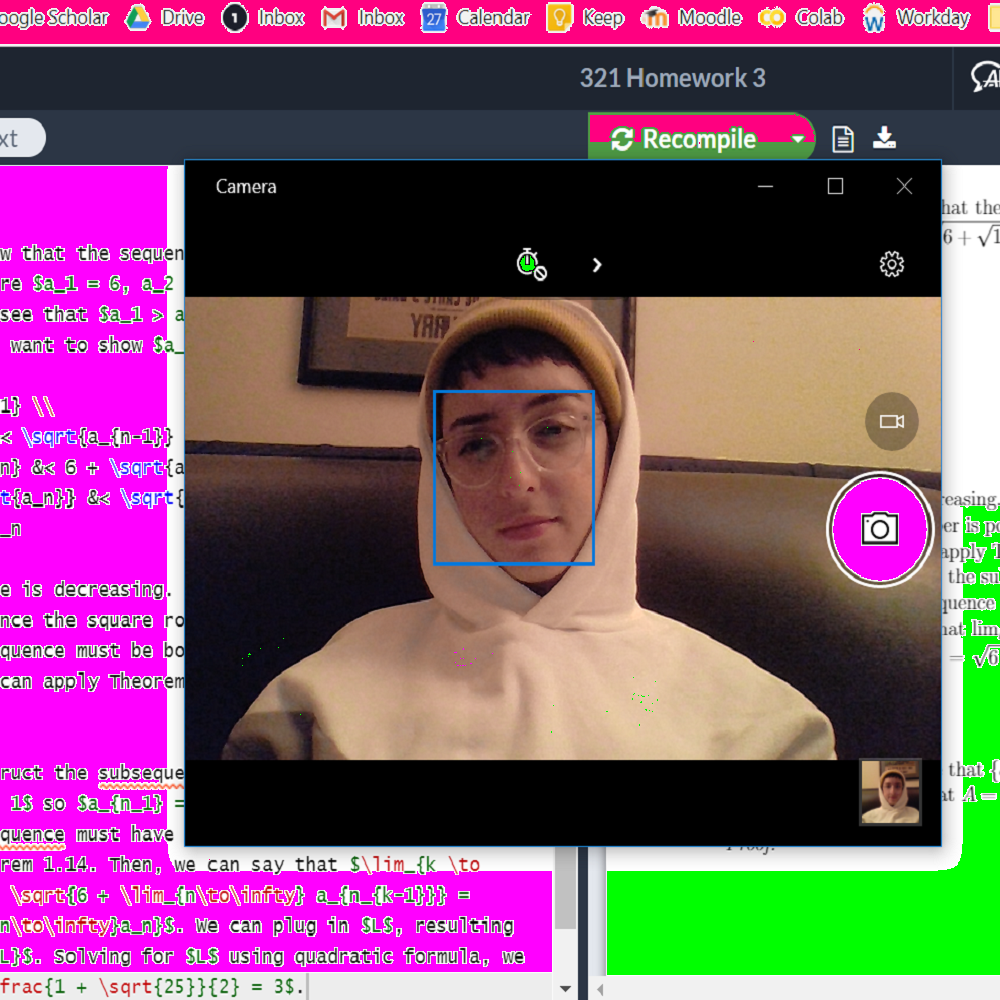 oogle Scholar Drive Inbox Inbox Calendar Keep Moodle Colab Workday
27
321 Homework 3
xt
Recompile
Camera
w that the sequen
re $a_1 = 6, a_2
see that $a_1 > a
want to show $a_
1} \\
< \sqrt{a_{n-1}}
n} &< 6 + \sqrt{a
t{a_n}} &< \sqrt{
_n
e is decreasing.
nce the square ro
quence must be bo
can apply Theorem
ruct the subseque
1$ so $a_{n_1} =
quence must have
rem 1.14. Then, we can say that $\lim_{k \to
\sqrt{6 + \lim_{n\to\infty} a_{n_{k-1}}} =
n\to\infty}a_n}$. We can plug in $L$, resulting
L}$. Solving for $L$ using quadratic formula, we
frac{1 + \sqrt{25}}{2} = 3$.
hat the
6 + √1
reasing.
er is po
apply T
the su
quence
hat lim
= √6
that {
at A =
Proof.